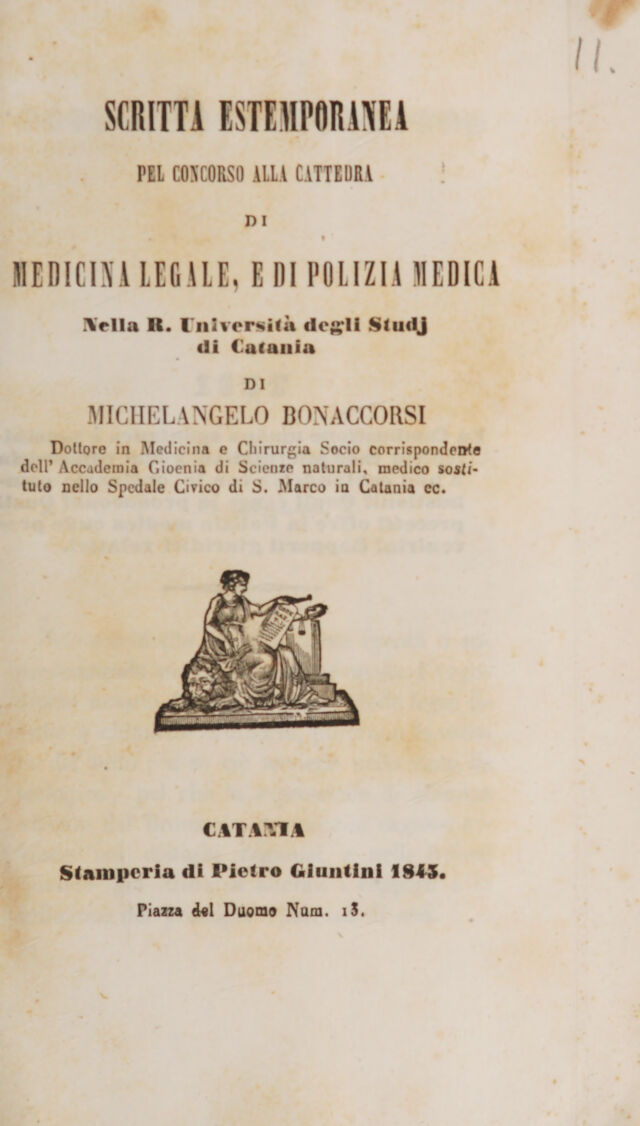 11.
SCRITTA ESTEMPORANEA
PEL CONCORSO ALLA CATTEDRA
DI
MEDICINA LEGALE, E DI POLIZIA MEDICA
Nella R. Università degli Studj
di Catania
DI
MICHELANGELO BONACCORSI
Dottore in Medicina e Chirurgia Socio corrispondente
dell' Accademia Gioenia di Scienze naturali, medico sosti-
tuto nello Spedale Civico di S. Marco in Catania ec.
CATANIA
Stamperia di Pietro Giuntini 1843.
Piazza del Duomo Num. 13.